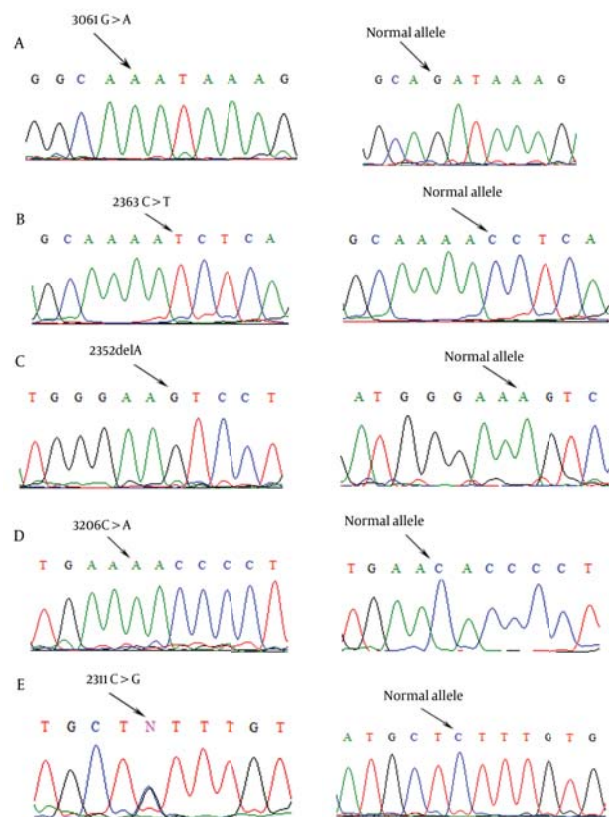 3061 G>A
Normal allele
A
G G C A A A T A A A G
G C A G A T A A A G
2363 C>T
Normal allele
B
G C A A A A T C T C A
G C A A A A C C T C A
2352delA
Normal allele
C
T G G G A A G T C C T
A T G G G A A A G T C
3206C>A
Normal allele
D
T G A A A A C C C C T
T G A A C A C C C C T
2311 C>G
Normal allele
E
T G C T N T T T G T
A T G C T C T T T G T G